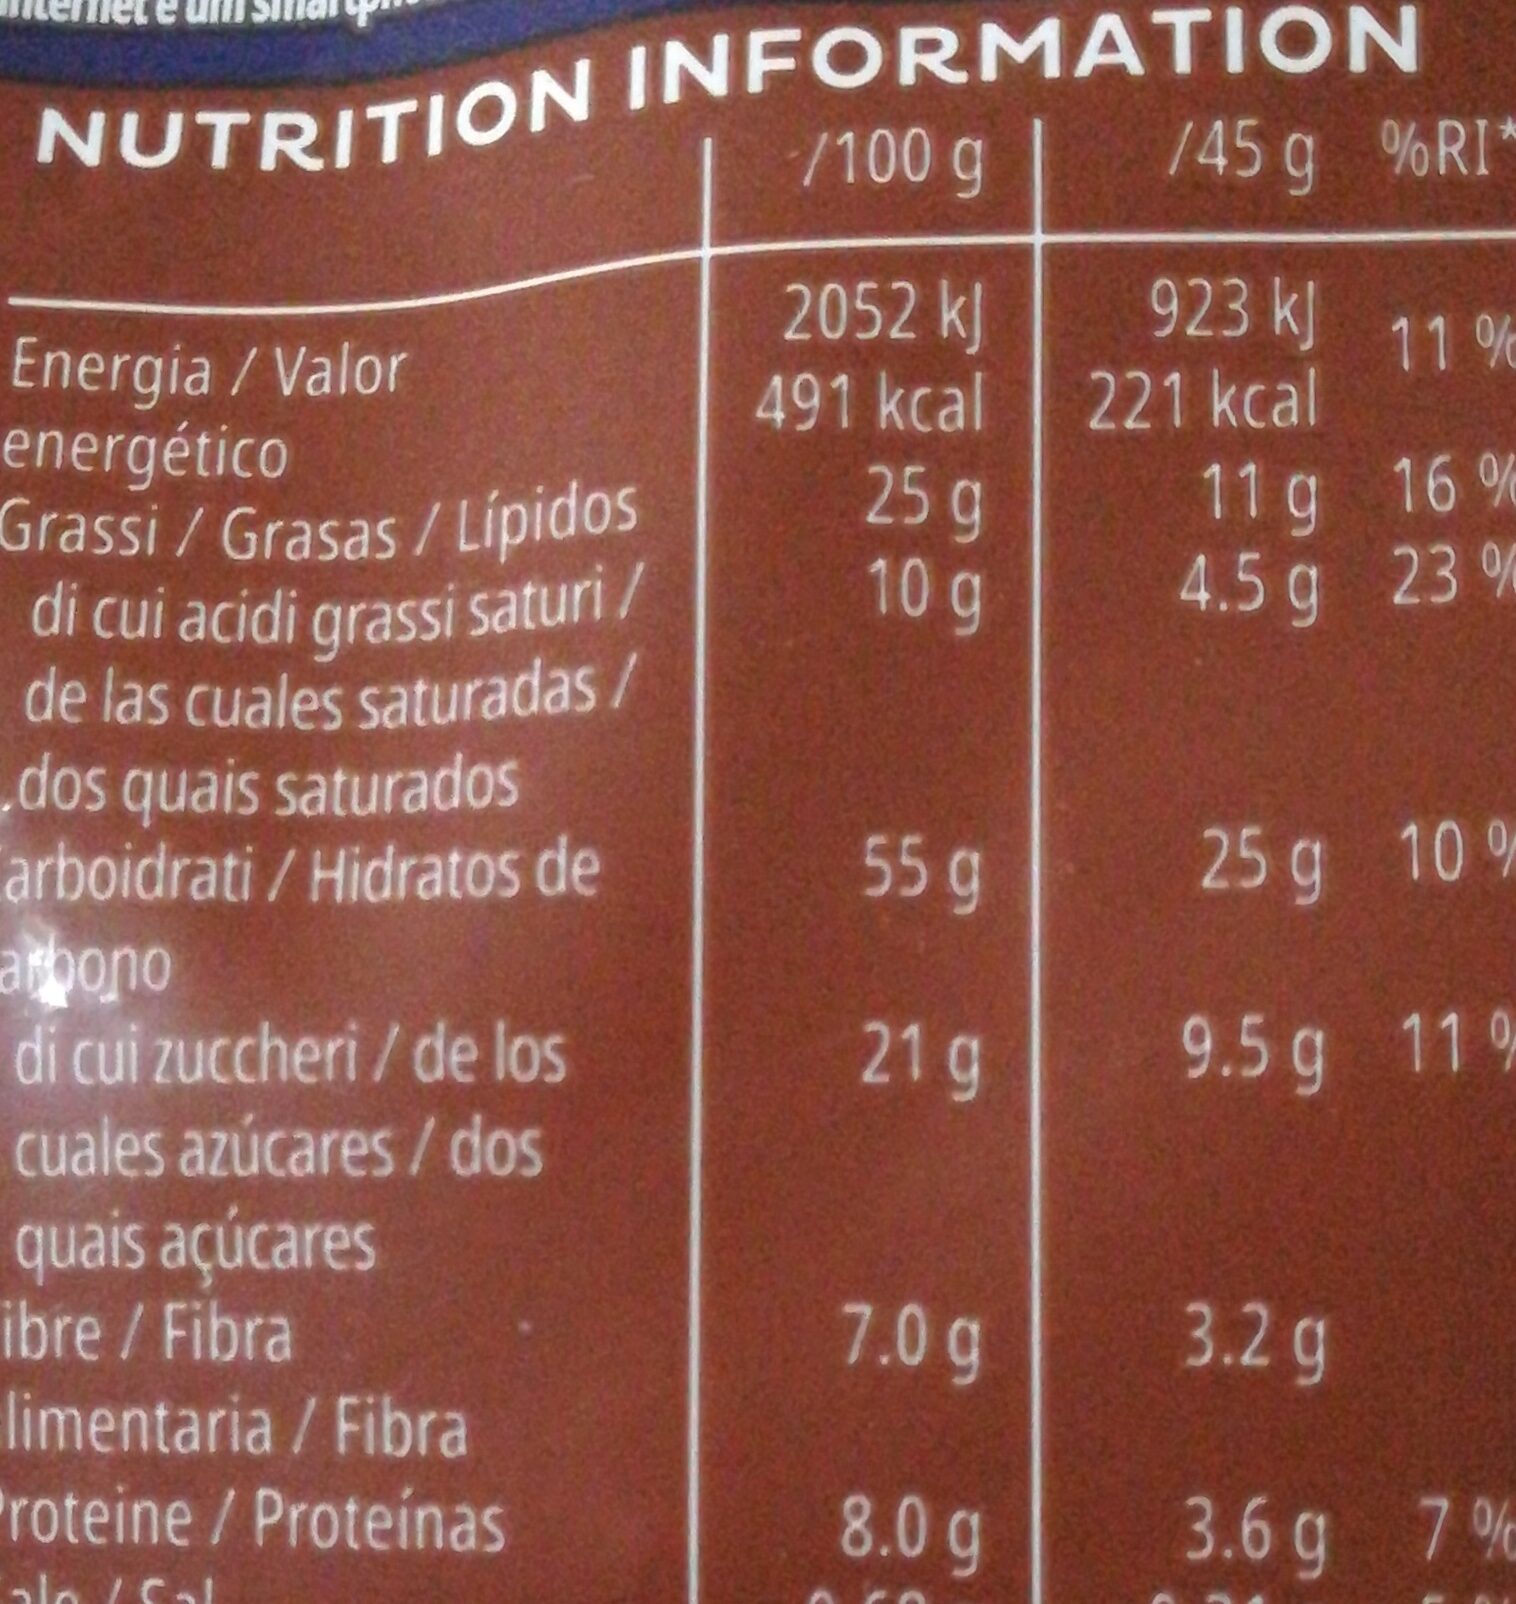 NUTRITION INFORMATION
/100 g /45 g %RI*
2052 kJ 923 kJ 11 %
Energia / Valor 491 kcal 221 kcal
energético
Grassi / Grasas / Lípidos 25 g 11 g 16 %
di cui acidi grassi saturi / 10 g 4.5 g 23 %
de las cuales saturadas /
dos quais saturados
arboidrati / Hidratos de 55 g 25 g 10 %
arbono
di cui zuccheri / de los 21 g 9.5 g 11 %
cuales azúcares / dos
quais açúcares
ibre / Fibra 7.0 g 3.2 g
limentaria / Fibra
Proteine / Proteínas 8.0 g 3.6 g 7 %